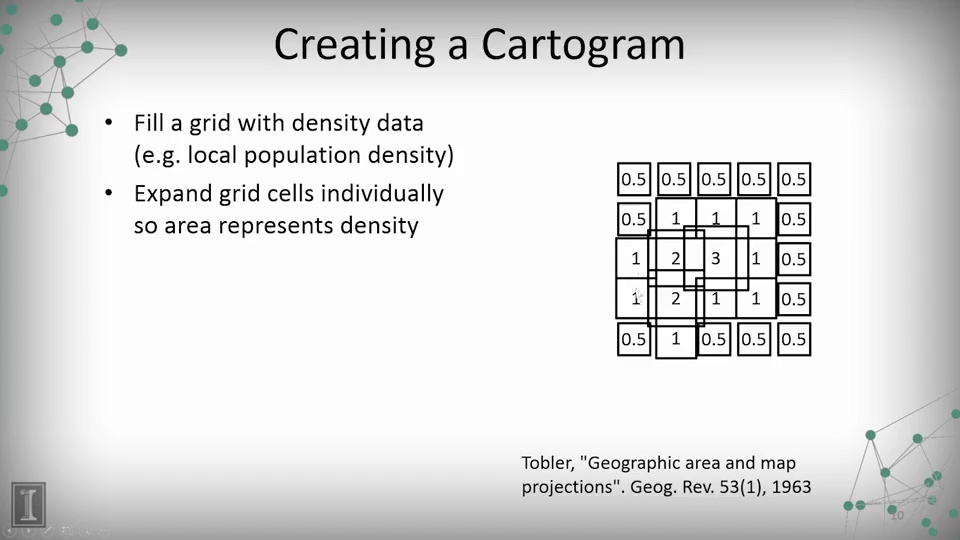 Creating a Cartogram
• Fill a grid with density data
(e.g. local population density)
• Expand grid cells individually
so area represents density
0.5 0.5 0.5 0.5 0.5
0.5 1 1 1 0.5
1 2 3 1 0.5
1 2 1 1 0.5
0.5 1 0.5 0.5 0.5
Tobler, "Geographic area and map
projections". Geog. Rev. 53(1), 1963
I
10